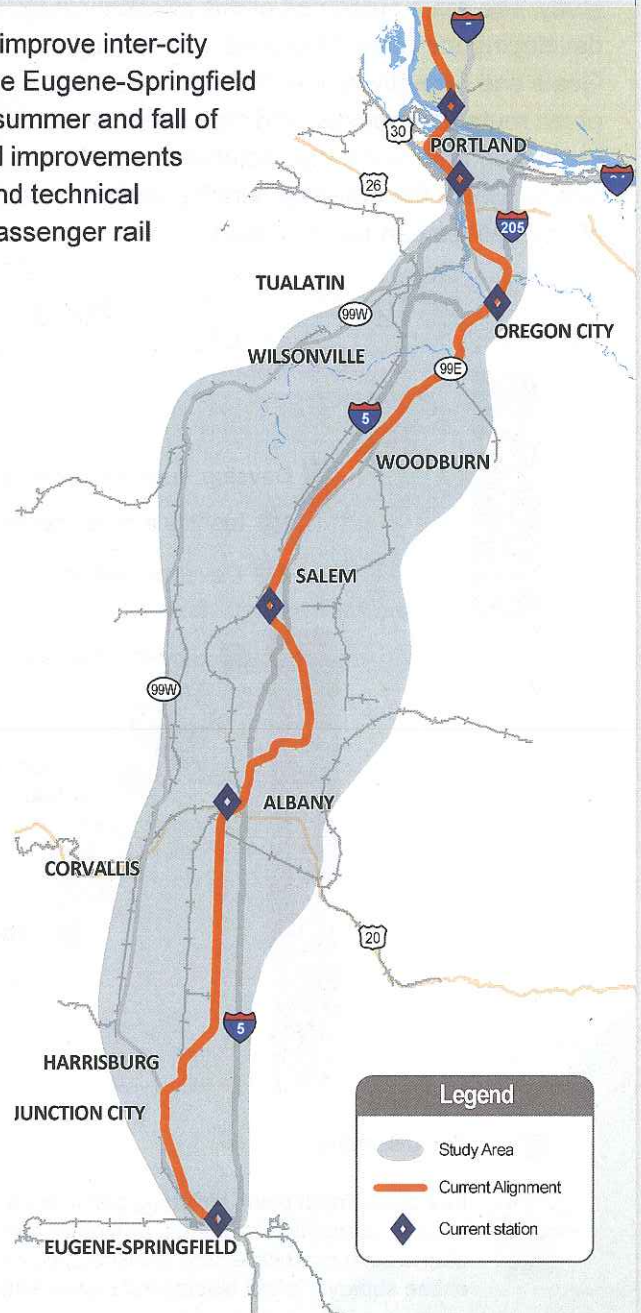 improve inter-city
e Eugene-Springfield
summer and fall of
improvements
nd technical
assenger rail
30
PORTLAND
26
205
TUALATIN
99W
OREGON CITY
WILSONVILLE
99E
5
WOODBURN
SALEM
99W
ALBANY
CORVALLIS
20
5
HARRISBURG
JUNCTION CITY
EUGENE-SPRINGFIELD
Legend
Study Area
Current Alignment
Current station